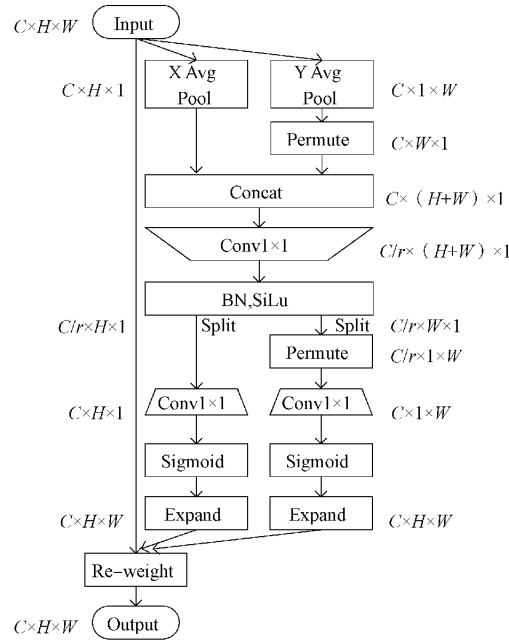 C×H×W
Input
C×H×1
X Avg
Pool
Y Avg
Pool
C×1×W
Permute
C×W×1
Concat
C×（H+W）×1
Conv1×1
C/r×（H+W）×1
BN,SiLu
C/r×H×1
Split
Split
C/r×W×1
Permute
C/r×1×W
C×H×1
Conv1×1
Conv1×1
C×1×W
Sigmoid
Sigmoid
C×H×W
Expand
Expand
C×H×W
Re-weight
C×H×W
Output